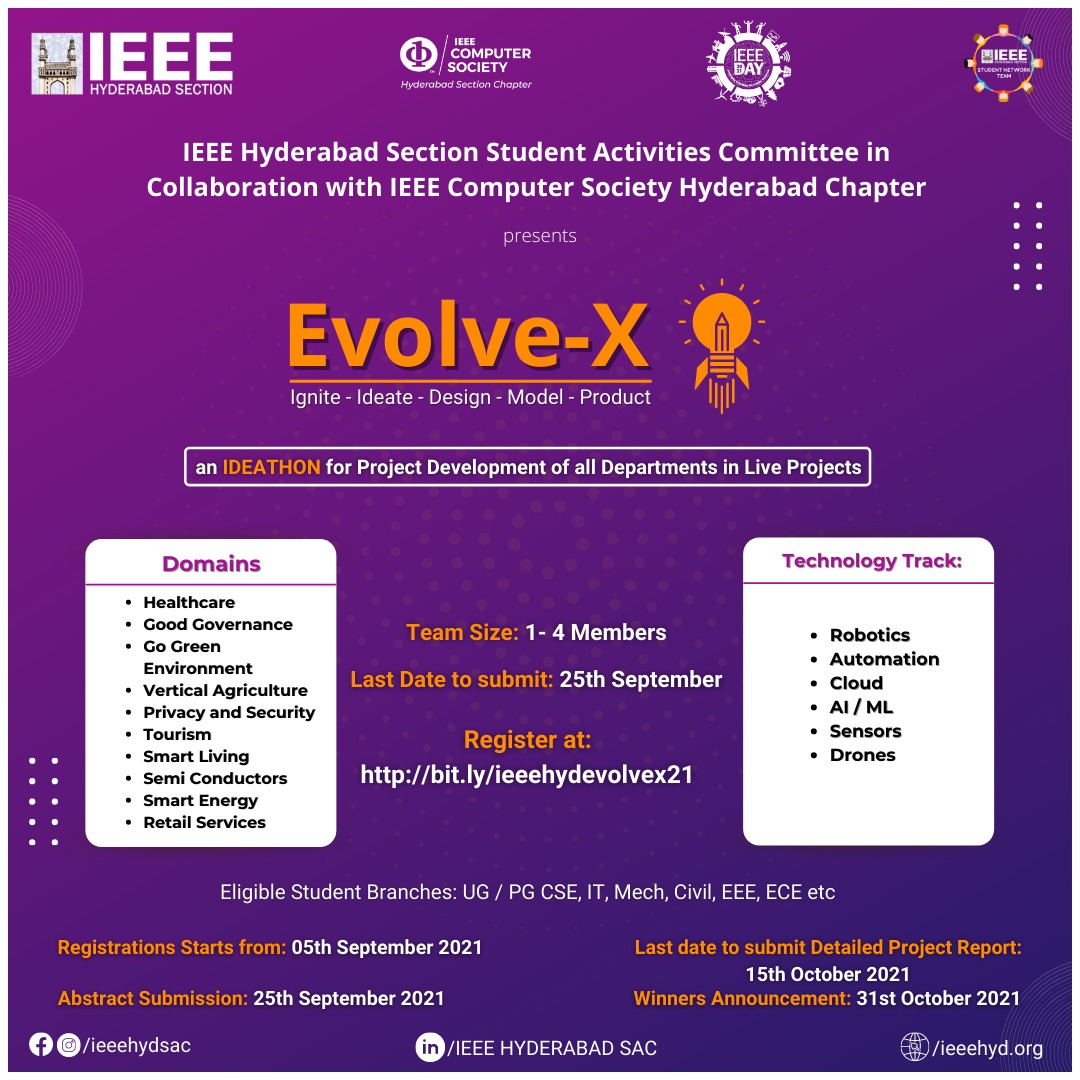 IEEE
HYDERABAD SECTION
IEEE
COMPUTER
SOCIETY
Hyderabad Section Chapter
IEEE
DAY
IEEE
STUDENT NETWORK
TEAM
IEEE Hyderabad Section Student Activities Committee in
Collaboration with IEEE Computer Society Hyderabad Chapter
presents
Evolve-X
Ignite - Ideate - Design - Model - Product
an IDEATHON for Project Development of all Departments in Live Projects
Domains
• Healthcare
• Good Governance
• Go Green
Environment
• Vertical Agriculture
• Privacy and Security
• Tourism
• Smart Living
• Semi Conductors
• Smart Energy
• Retail Services
Team Size: 1- 4 Members
Last Date to submit: 25th September
Register at:
http://bit.ly/ieeehydevolvex21
Technology Track:
• Robotics
• Automation
• Cloud
• AI / ML
• Sensors
• Drones
Eligible Student Branches: UG / PG CSE, IT, Mech, Civil, EEE, ECE etc
Registrations Starts from: 05th September 2021
Abstract Submission: 25th September 2021
Last date to submit Detailed Project Report:
15th October 2021
Winners Announcement: 31st October 2021
/ieeehydsac
in /IEEE HYDERABAD SAC
/ieeehyd.org